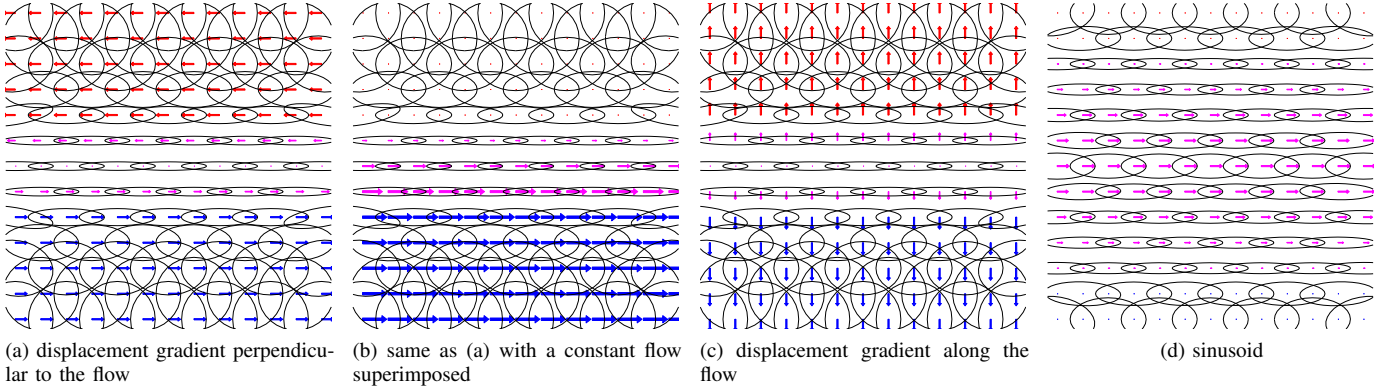 (a) displacement gradient perpendicu-
lar to the flow
(b) same as (a) with a constant flow
superimposed
(c) displacement gradient along the
flow
(d) sinusoid